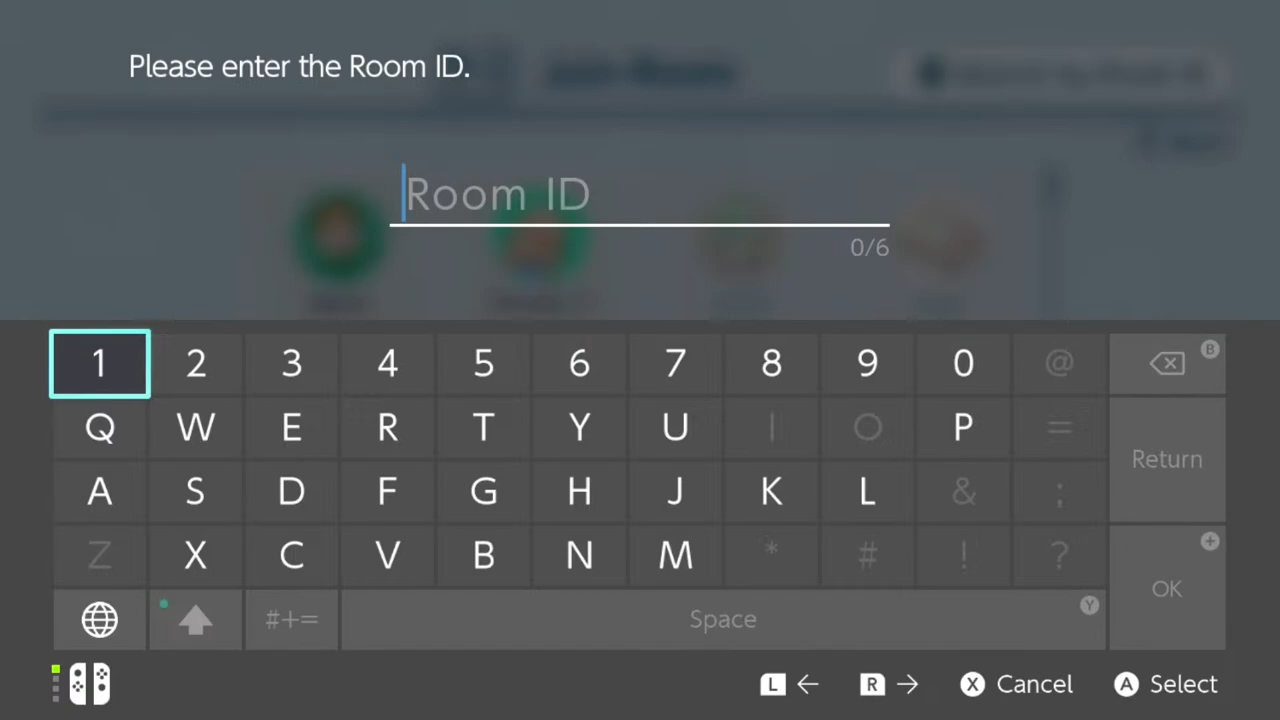 Please enter the Room ID.
Room ID
0/6
1 2 3 4 5 6 7 8 9 0 @ B
Q W E R T Y U I O P = Return
A S D F G H J K L & ;
Z X C V B N M * # ! ? + OK
#+= Space Y
L ← R → X Cancel A Select